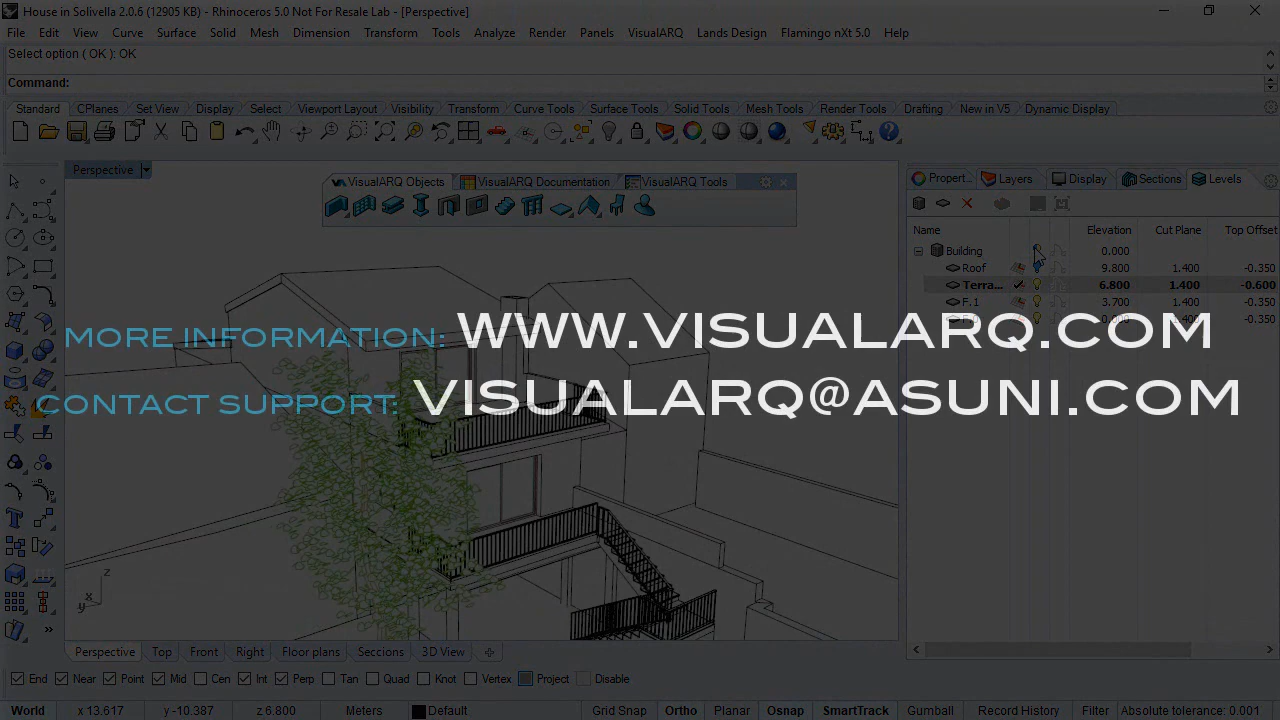 House in Solivella 2.0.6 (12905 KB) - Rhinoceros 5.0 Not For Resale Lab - [Perspective]
File Edit View Curve Surface Solid Mesh Dimension Transform Tools Analyze Render Panels VisualARQ Lands Design Flamingo nXt 5.0 Help
Select option ( OK ): OK
Command:
Standard CPlanes Set View Display Select Viewport Layout Visibility Transform Curve Tools Surface Tools Solid Tools Mesh Tools Render Tools Drafting New in V5 Dynamic Display
Perspective
VisualARQ Objects VisualARQ Documentation VisualARQ Tools
Propert... Layers Display Sections Levels
Name Elevation Cut Plane Top Offset
Building 0.000
Roof 9.800 1.400 -0.350
Terra... 6.800 1.400 -0.600
F.1 3.700 1.400 -0.350
1.400 -0.350
MORE INFORMATION: WWW.VISUALARQ.COM
CONTACT SUPPORT: VISUALARQ@ASUNI.COM
z
x
y
Perspective Top Front Right Floor plans Sections 3D View
End Near Point Mid Cen Int Perp Tan Quad Knot Vertex Project Disable
World x 13.617 y -10.387 z 6.800 Meters Default Grid Snap Ortho Planar Osnap SmartTrack Gumball Record History Filter Absolute tolerance: 0.001